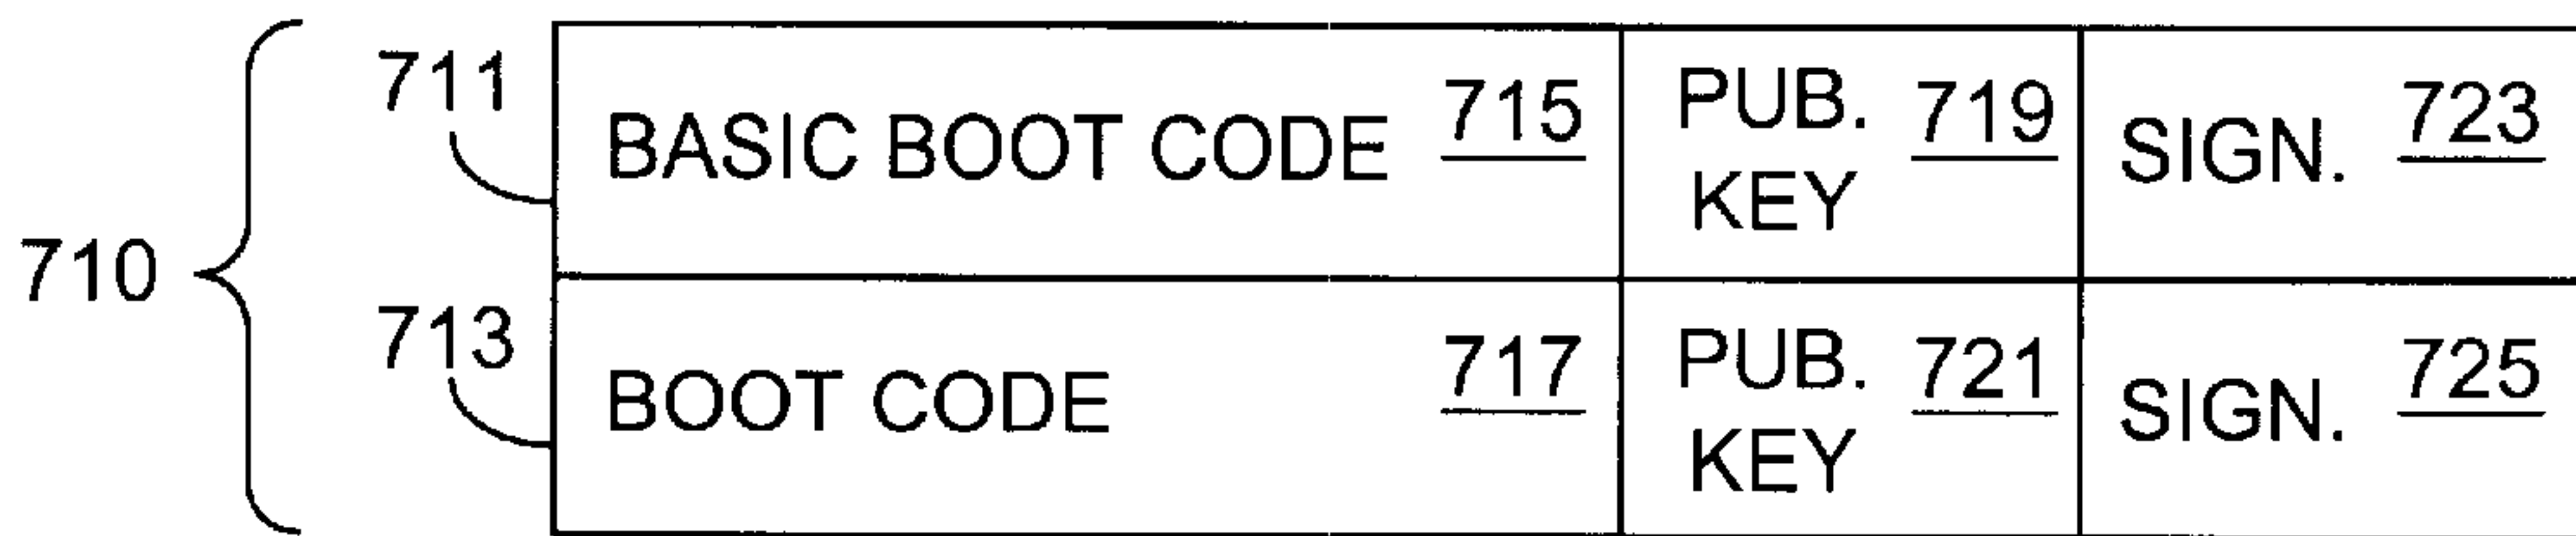 710
711
BASIC BOOT CODE 715
PUB. KEY 719
SIGN. 723
713
BOOT CODE 717
PUB. KEY 721
SIGN. 725